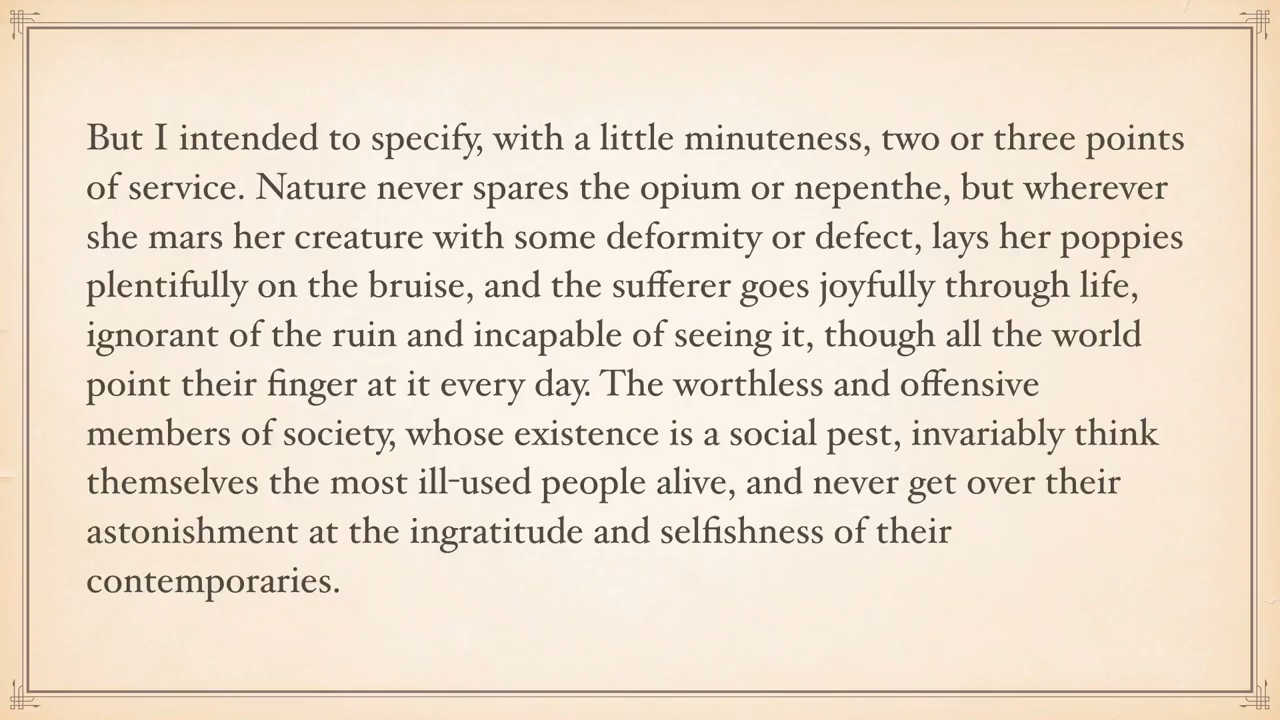 But I intended to specify, with a little minuteness, two or three points
of service. Nature never spares the opium or nepenthe, but wherever
she mars her creature with some deformity or defect, lays her poppies
plentifully on the bruise, and the sufferer goes joyfully through life,
ignorant of the ruin and incapable of seeing it, though all the world
point their finger at it every day. The worthless and offensive
members of society, whose existence is a social pest, invariably think
themselves the most ill-used people alive, and never get over their
astonishment at the ingratitude and selfishness of their
contemporaries.